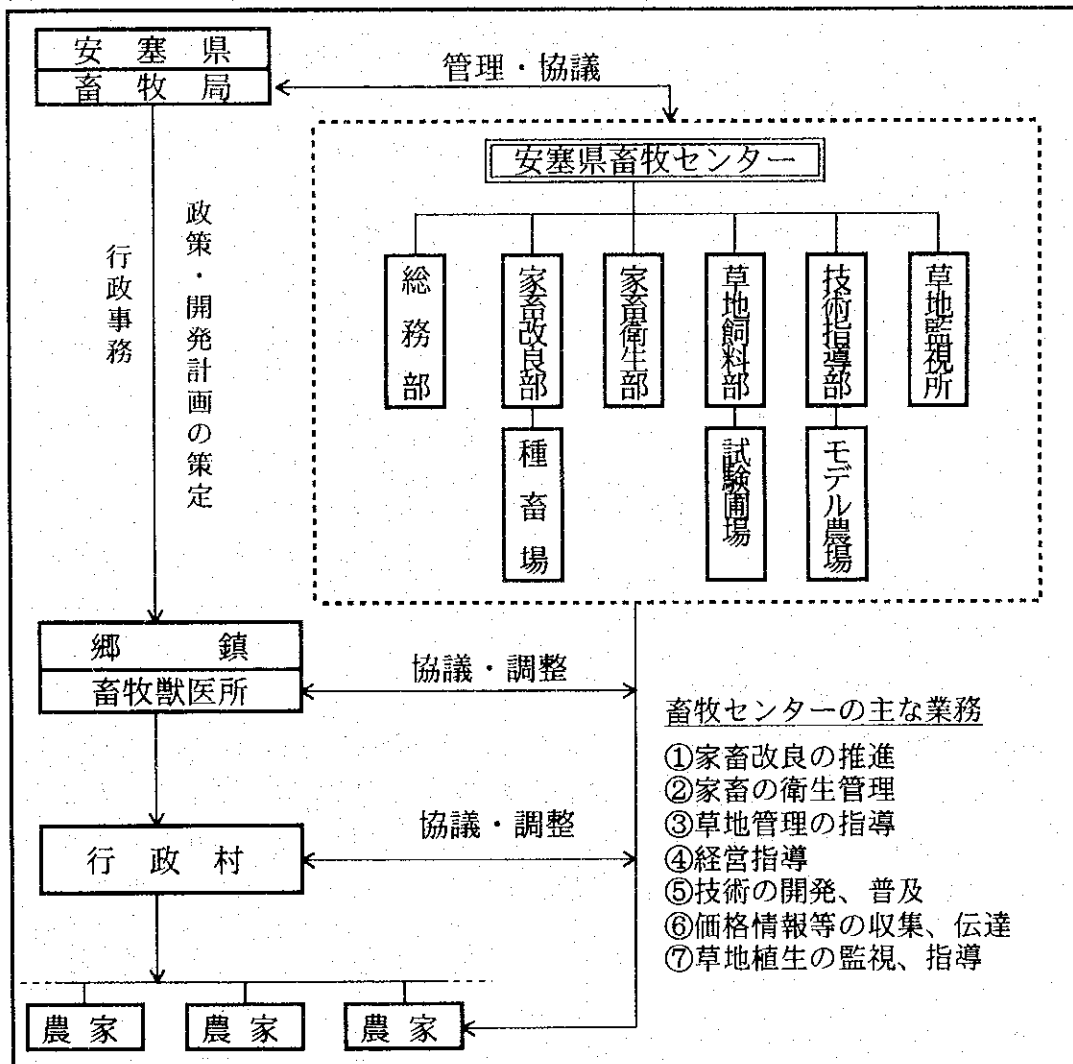 安塞県
畜牧局
管理・協議
安塞県畜牧センター
総務部
家畜改良部
家畜衛生部
草地飼料部
技術指導部
草地監視所
種畜場
試験圃場
モデル農場
政策・開発計画の策定
行政事務
郷鎮
畜牧獣医所
協議・調整
行政村
協議・調整
農家
農家
農家
畜牧センターの主な業務
①家畜改良の推進
②家畜の衛生管理
③草地管理の指導
④経営指導
⑤技術の開発、普及
⑥価格情報等の収集、伝達
⑦草地植生の監視、指導